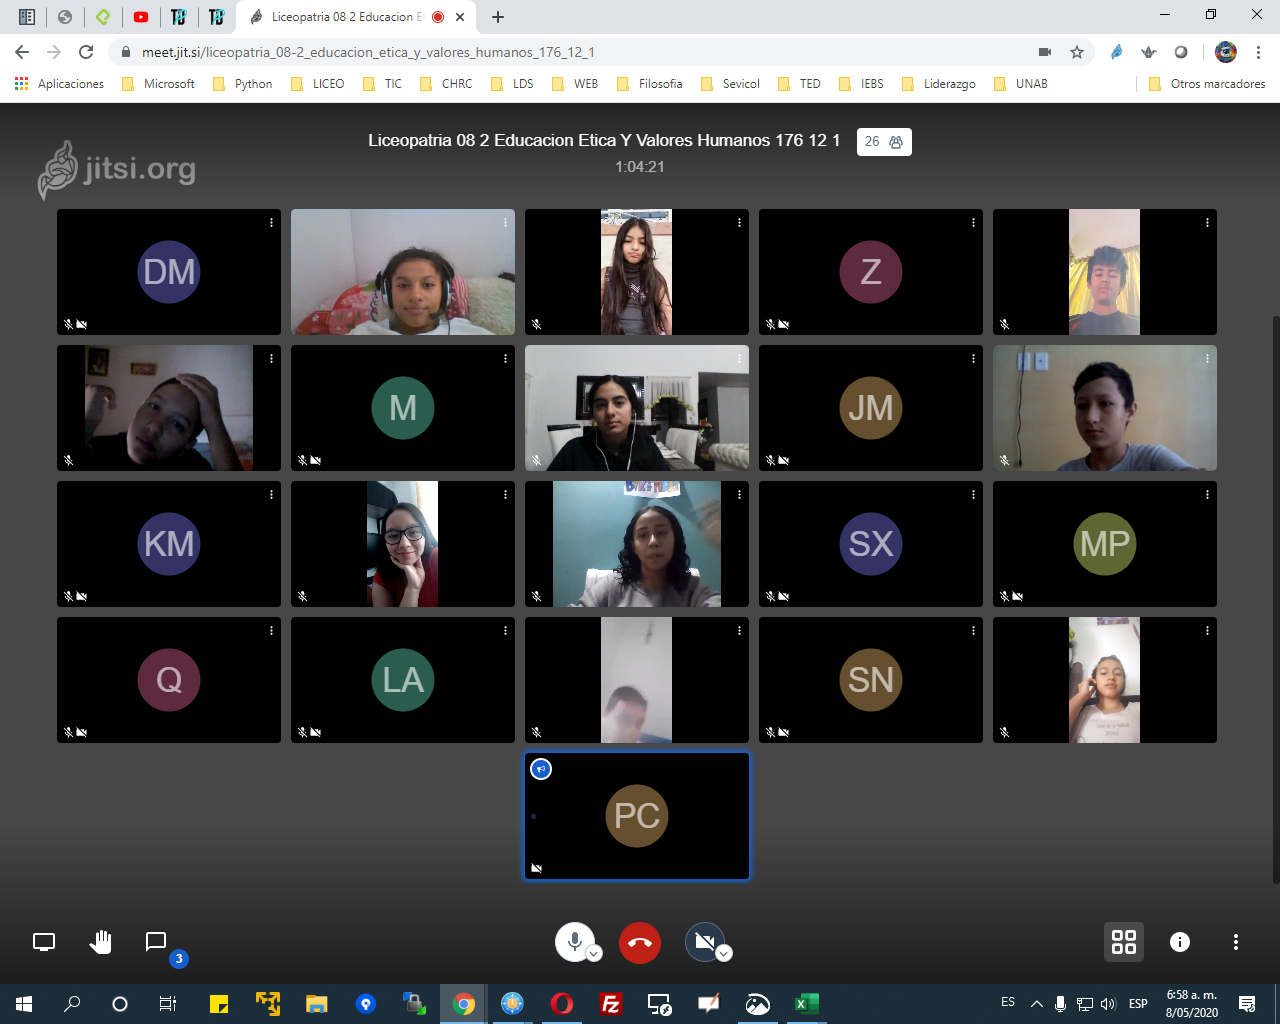 Liceopatria 08 2 Educacion Et
meet.jit.si/liceopatria_08-2_educacion_etica_y_valores_humanos_176_12_1
Aplicaciones Microsoft Python LICEO TIC CHRC LDS WEB Filosofia Sevicol TED IEBS Liderazgo UNAB Otros marcadores
Liceopatria 08 2 Educacion Etica Y Valores Humanos 176 12 1 26
jitsi.org
1:04:21
DM Z
M JM
KM SX MP
Q LA SN
PC
3
ES ESP 6:58 a. m.
8/05/2020